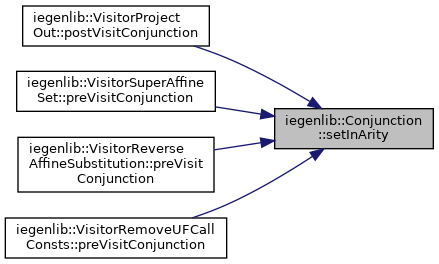 iegenlib::VisitorProject
Out::postVisitConjunction
iegenlib::VisitorSuperAffine
Set::preVisitConjunction
iegenlib::Conjunction
::setInArity
iegenlib::VisitorReverse
AffineSubstitution::preVisit
Conjunction
iegenlib::VisitorRemoveUFCall
Consts::preVisitConjunction